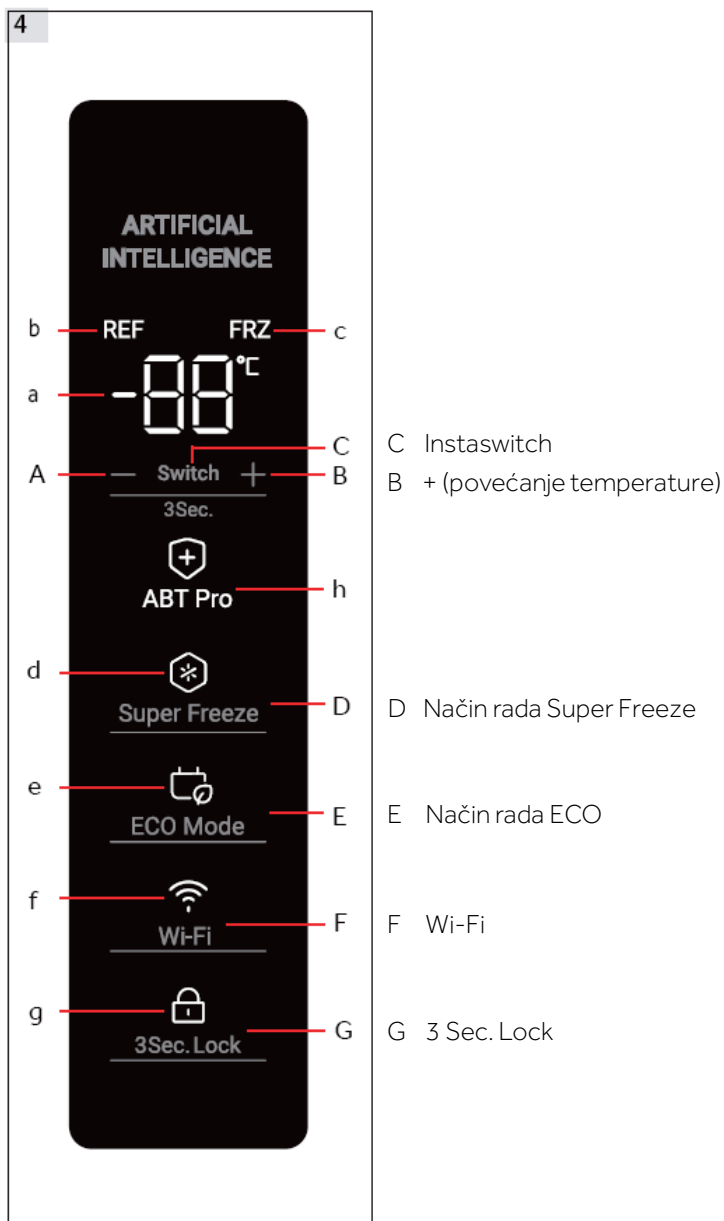 4
ARTIFICIAL
INTELLIGENCE
b REF FRZ c
a -88°C
C C Instaswitch
A — Switch + B B + (povećanje temperature)
3Sec.
ABT Pro h
d
Super Freeze D D Način rada Super Freeze
e
ECO Mode E E Način rada ECO
f
Wi-Fi F F Wi-Fi
g
3Sec.Lock G G 3 Sec. Lock